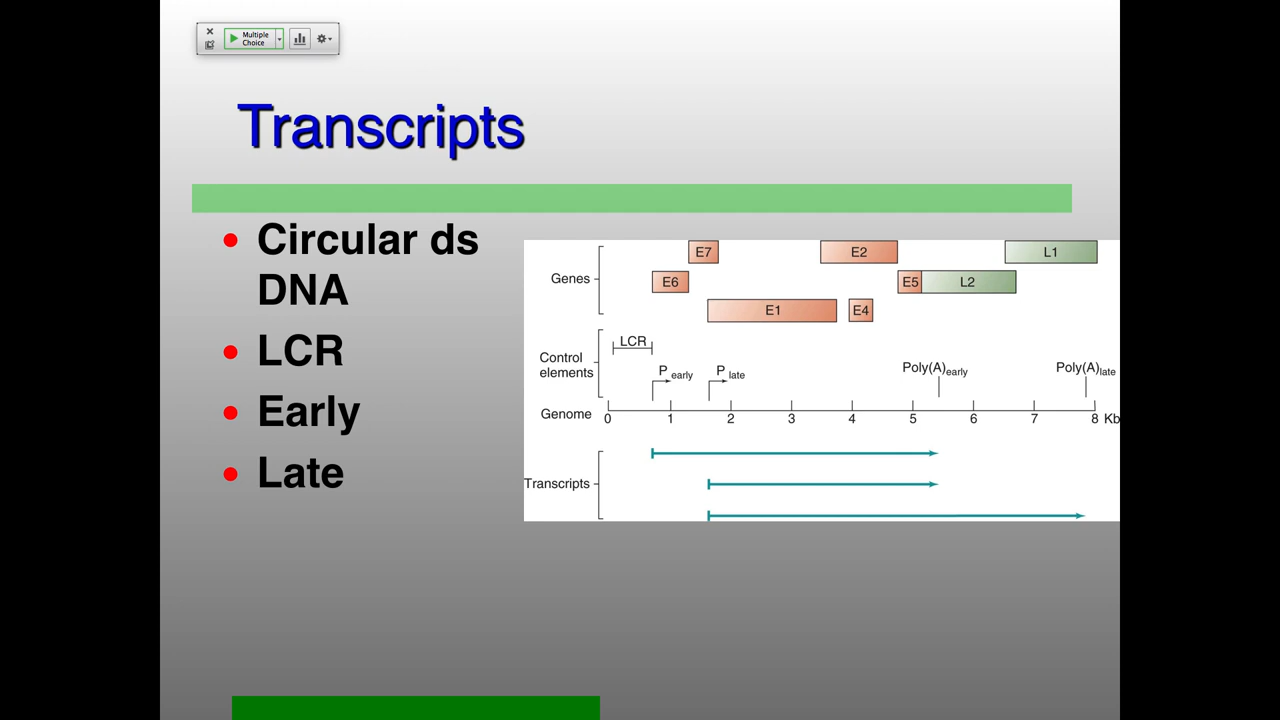 Multiple
Choice
Transcripts
Circular ds
DNA
LCR
Early
Late
E7 E2 L1
Genes
E6 E5 L2
E1 E4
LCR
Control
elements
P early P late Poly(A)early Poly(A)late
Genome 0 1 2 3 4 5 6 7 8 Kb
Transcripts